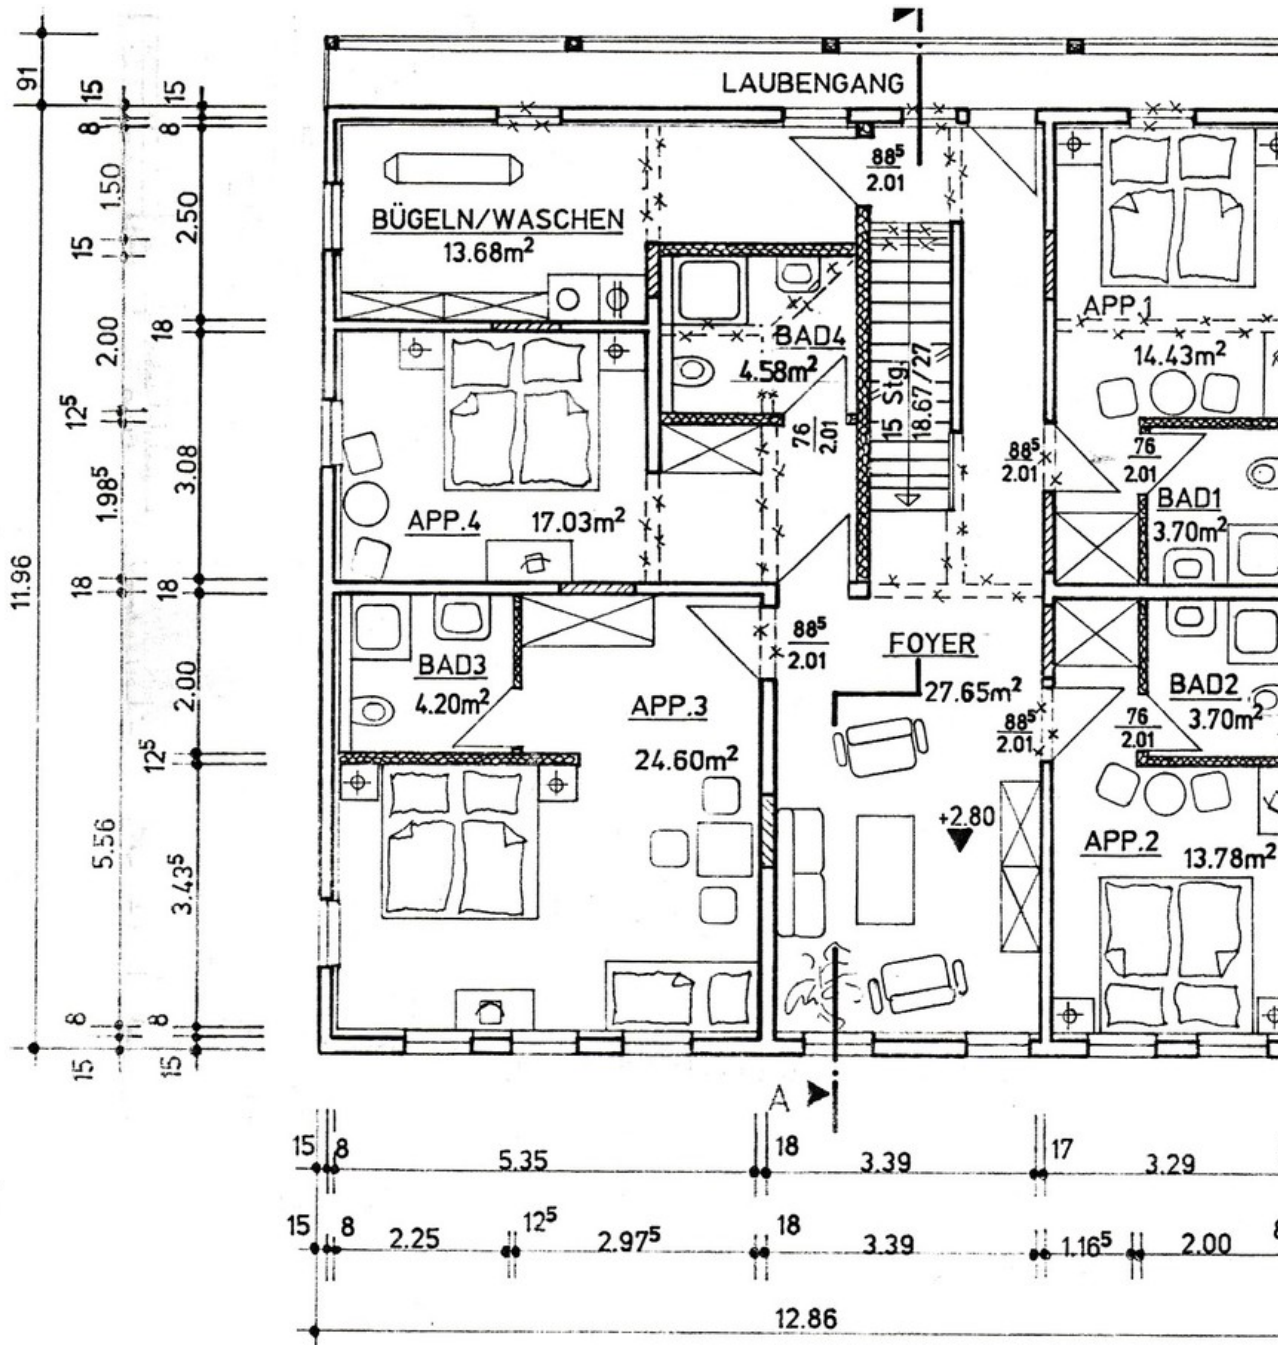 LAUBENGANG
91
15
15
8
8
1.50
2.50
15
2.00
18
12⁵
1.98⁵
3.08
11.96
18
18
2.00
12⁵
5.56
3.43⁵
8
8
15
15
88⁵
2.01
BÜGELN/WASCHEN
13.68m²
BAD4
4.58m²
15 Stg.
18.67/27
76
2.01
APP.1
14.43m²
88⁵
2.01
76
2.01
BAD1
3.70m²
APP.4
17.03m²
88⁵
2.01
FOYER
27.65m²
BAD3
4.20m²
APP.3
24.60m²
88⁵
2.01
76
2.01
BAD2
3.70m²
+2.80
APP.2
13.78m²
A
15 8 5.35 18 3.39 17 3.29
15 8 2.25 12⁵ 2.97⁵ 18 3.39 1.16⁵ 2.00 8
12.86